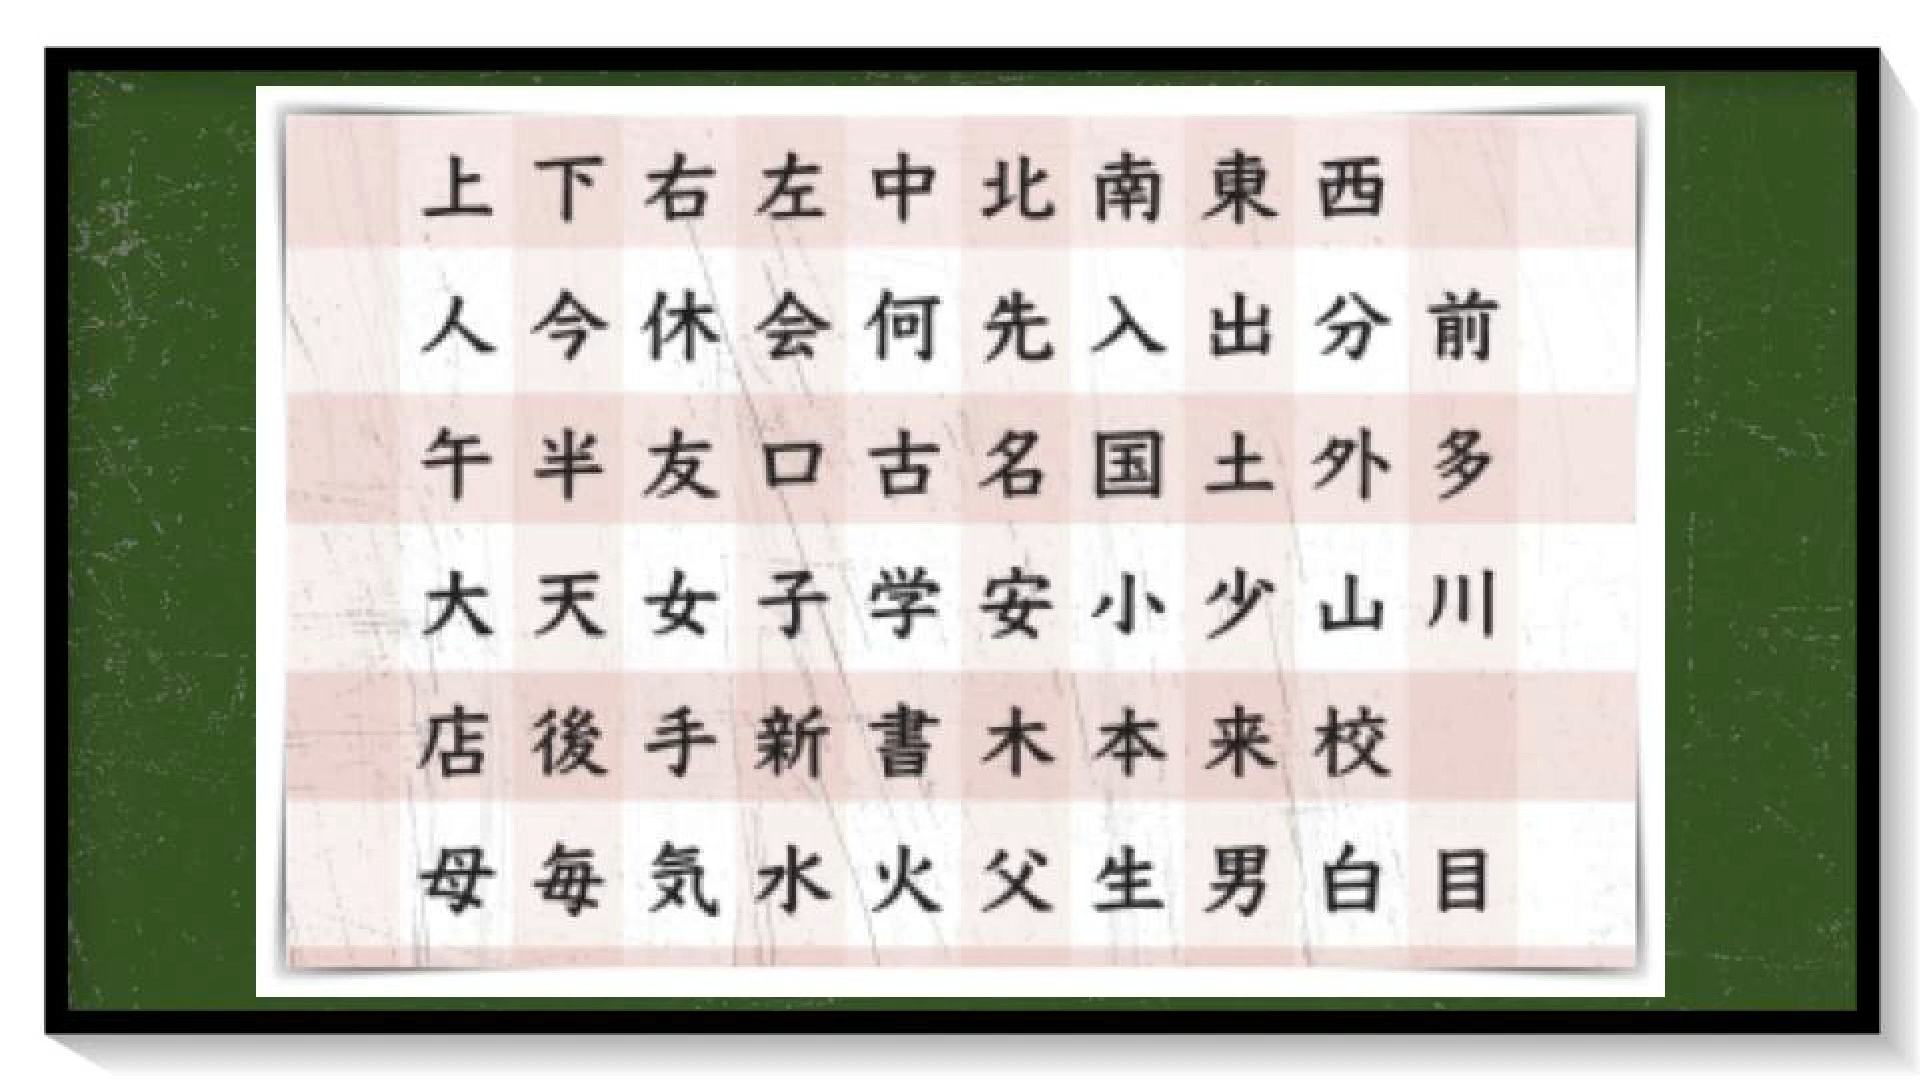 上下右左中北南東西
人今休会何先入出分前
午半友口古名国土外多
大天女子学安小少山川
店後手新書木本来校
母毎気水火父生男白目